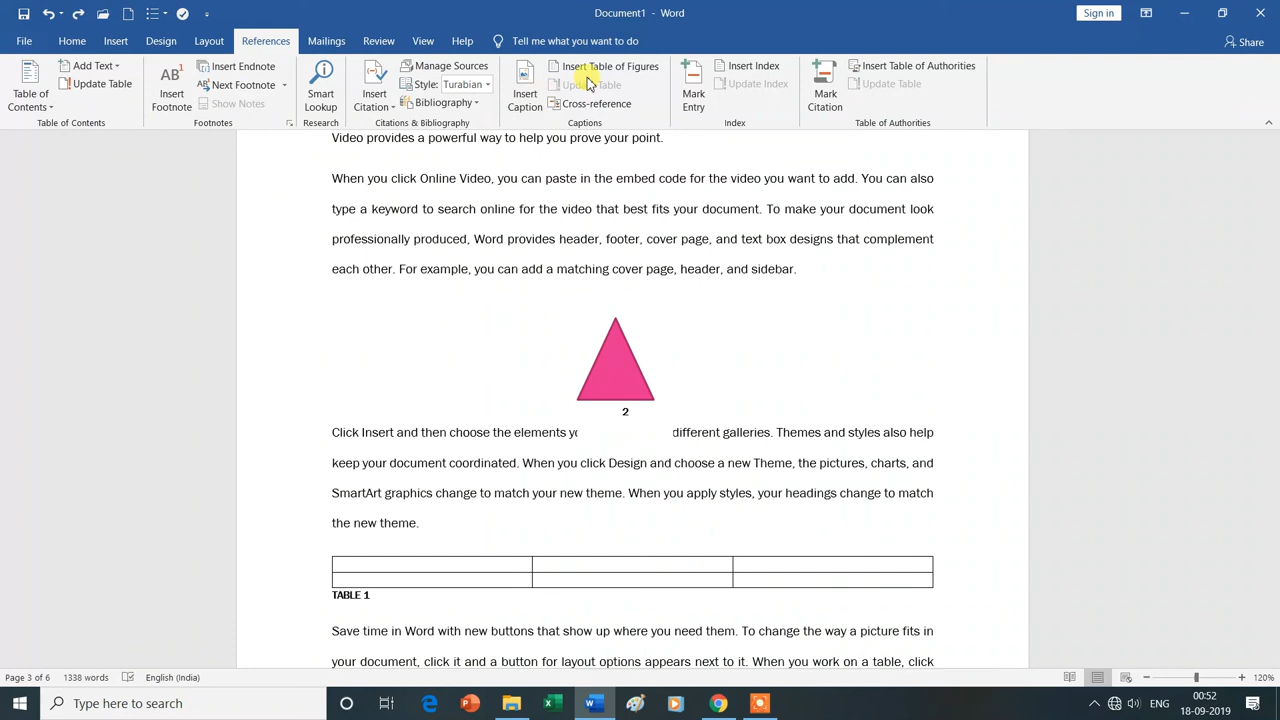 Document1 - Word
Sign in
File Home Insert Design Layout References Mailings Review View Help Tell me what you want to do
Share
Table of
Contents
Add Text
Update Table
Table of Contents
AB1
Insert
Footnote
Insert Endnote
Next Footnote
Show Notes
Footnotes
Smart
Lookup
Research
Insert
Citation
Manage Sources
Style: Turabian
Bibliography
Citations & Bibliography
Insert
Caption
Insert Table of Figures
Update Table
Cross-reference
Captions
Mark
Entry
Insert Index
Update Index
Index
Mark
Citation
Insert Table of Authorities
Update Table
Table of Authorities
Video provides a powerful way to help you prove your point.
When you click Online Video, you can paste in the embed code for the video you want to add. You can also
type a keyword to search online for the video that best fits your document. To make your document look
professionally produced, Word provides header, footer, cover page, and text box designs that complement
each other. For example, you can add a matching cover page, header, and sidebar.
2
Click Insert and then choose the elements different galleries. Themes and styles also help
keep your document coordinated. When you click Design and choose a new Theme, the pictures, charts, and
SmartArt graphics change to match your new theme. When you apply styles, your headings change to match
the new theme.
TABLE 1
Save time in Word with new buttons that show up where you need them. To change the way a picture fits in
your document, click it and a button for layout options appears next to it. When you work on a table, click
Page 3 of 6 1338 words English (India) 120%
Type here to search
ENG
00:52
18-09-2019